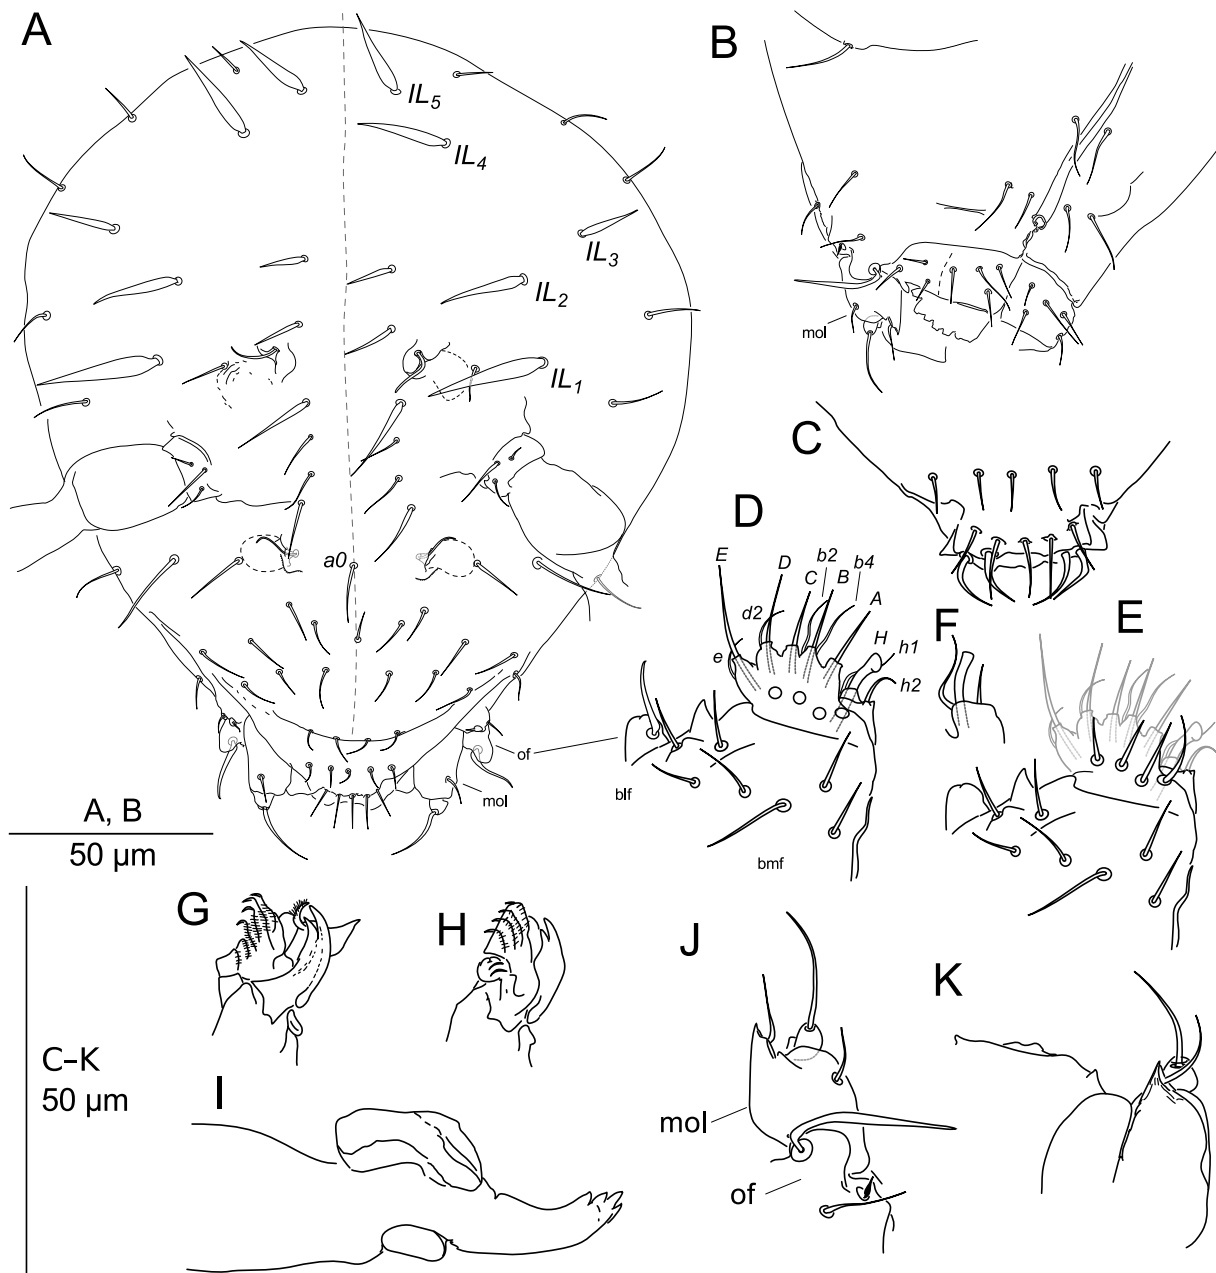 A
IL5
IL4
IL3
IL2
IL1
a0
of
mol
A, B
50 µm
B
mol
C
D
E
D
C
b2
B
b4
A
d2
e
H
h1
h2
blf
bmf
F
E
G
H
I
C–K
50 µm
J
mol
of
K